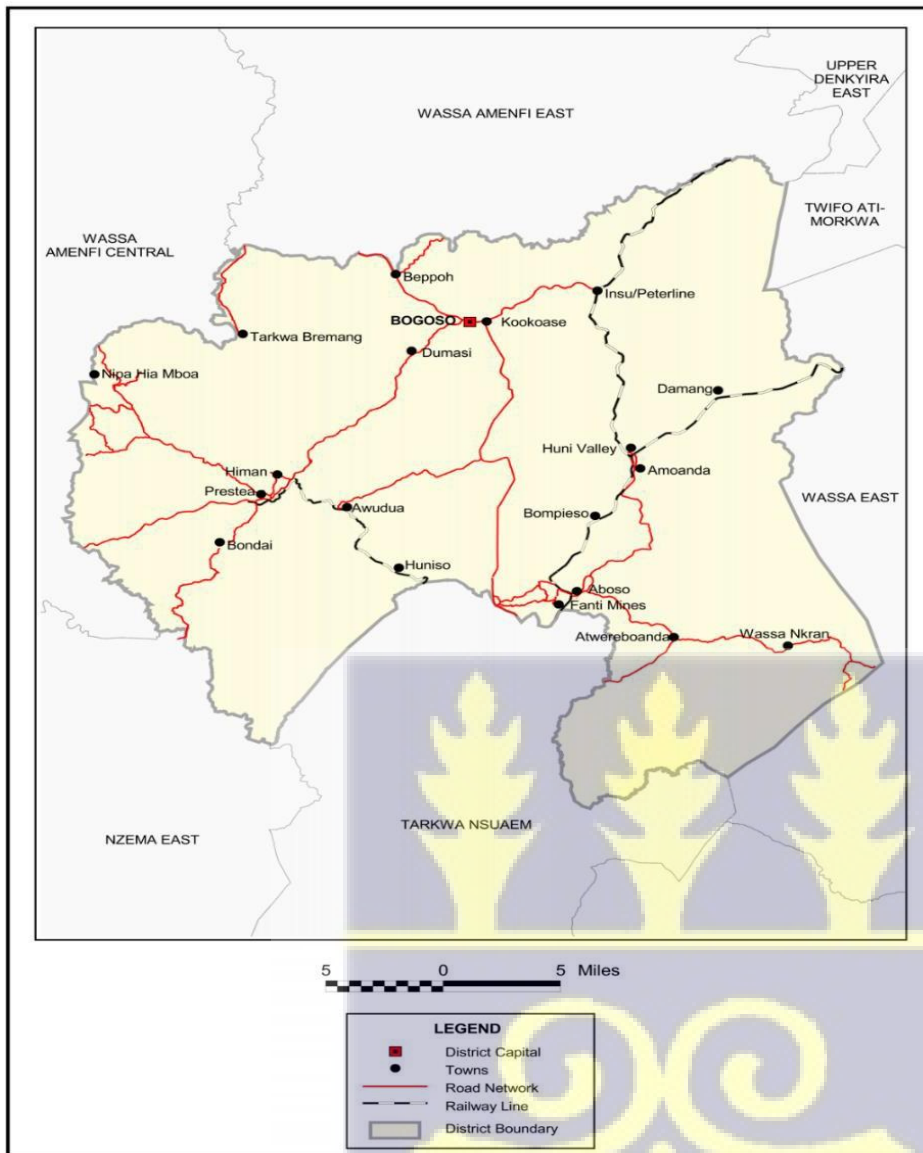 UPPER
DENKYIRA
EAST
WASSA AMENFI EAST
TWIFO ATI-
MORKWA
WASSA
AMENFI CENTRAL
Beppoh
Insu/Peterline
BOGOSO
Kookoase
Tarkwa Bremang
Dumasi
Nipa Hia Mboa
Damang
Huni Valley
Himan
Amoanda
Prestea
WASSA EAST
Awudua
Bompieso
Bondai
Huniso
Aboso
Fanti Mines
Atwereboanda
Wassa Nkran
TARKWA NSUAEM
NZEMA EAST
5 0 5 Miles
LEGEND
District Capital
Towns
Road Network
Railway Line
District Boundary